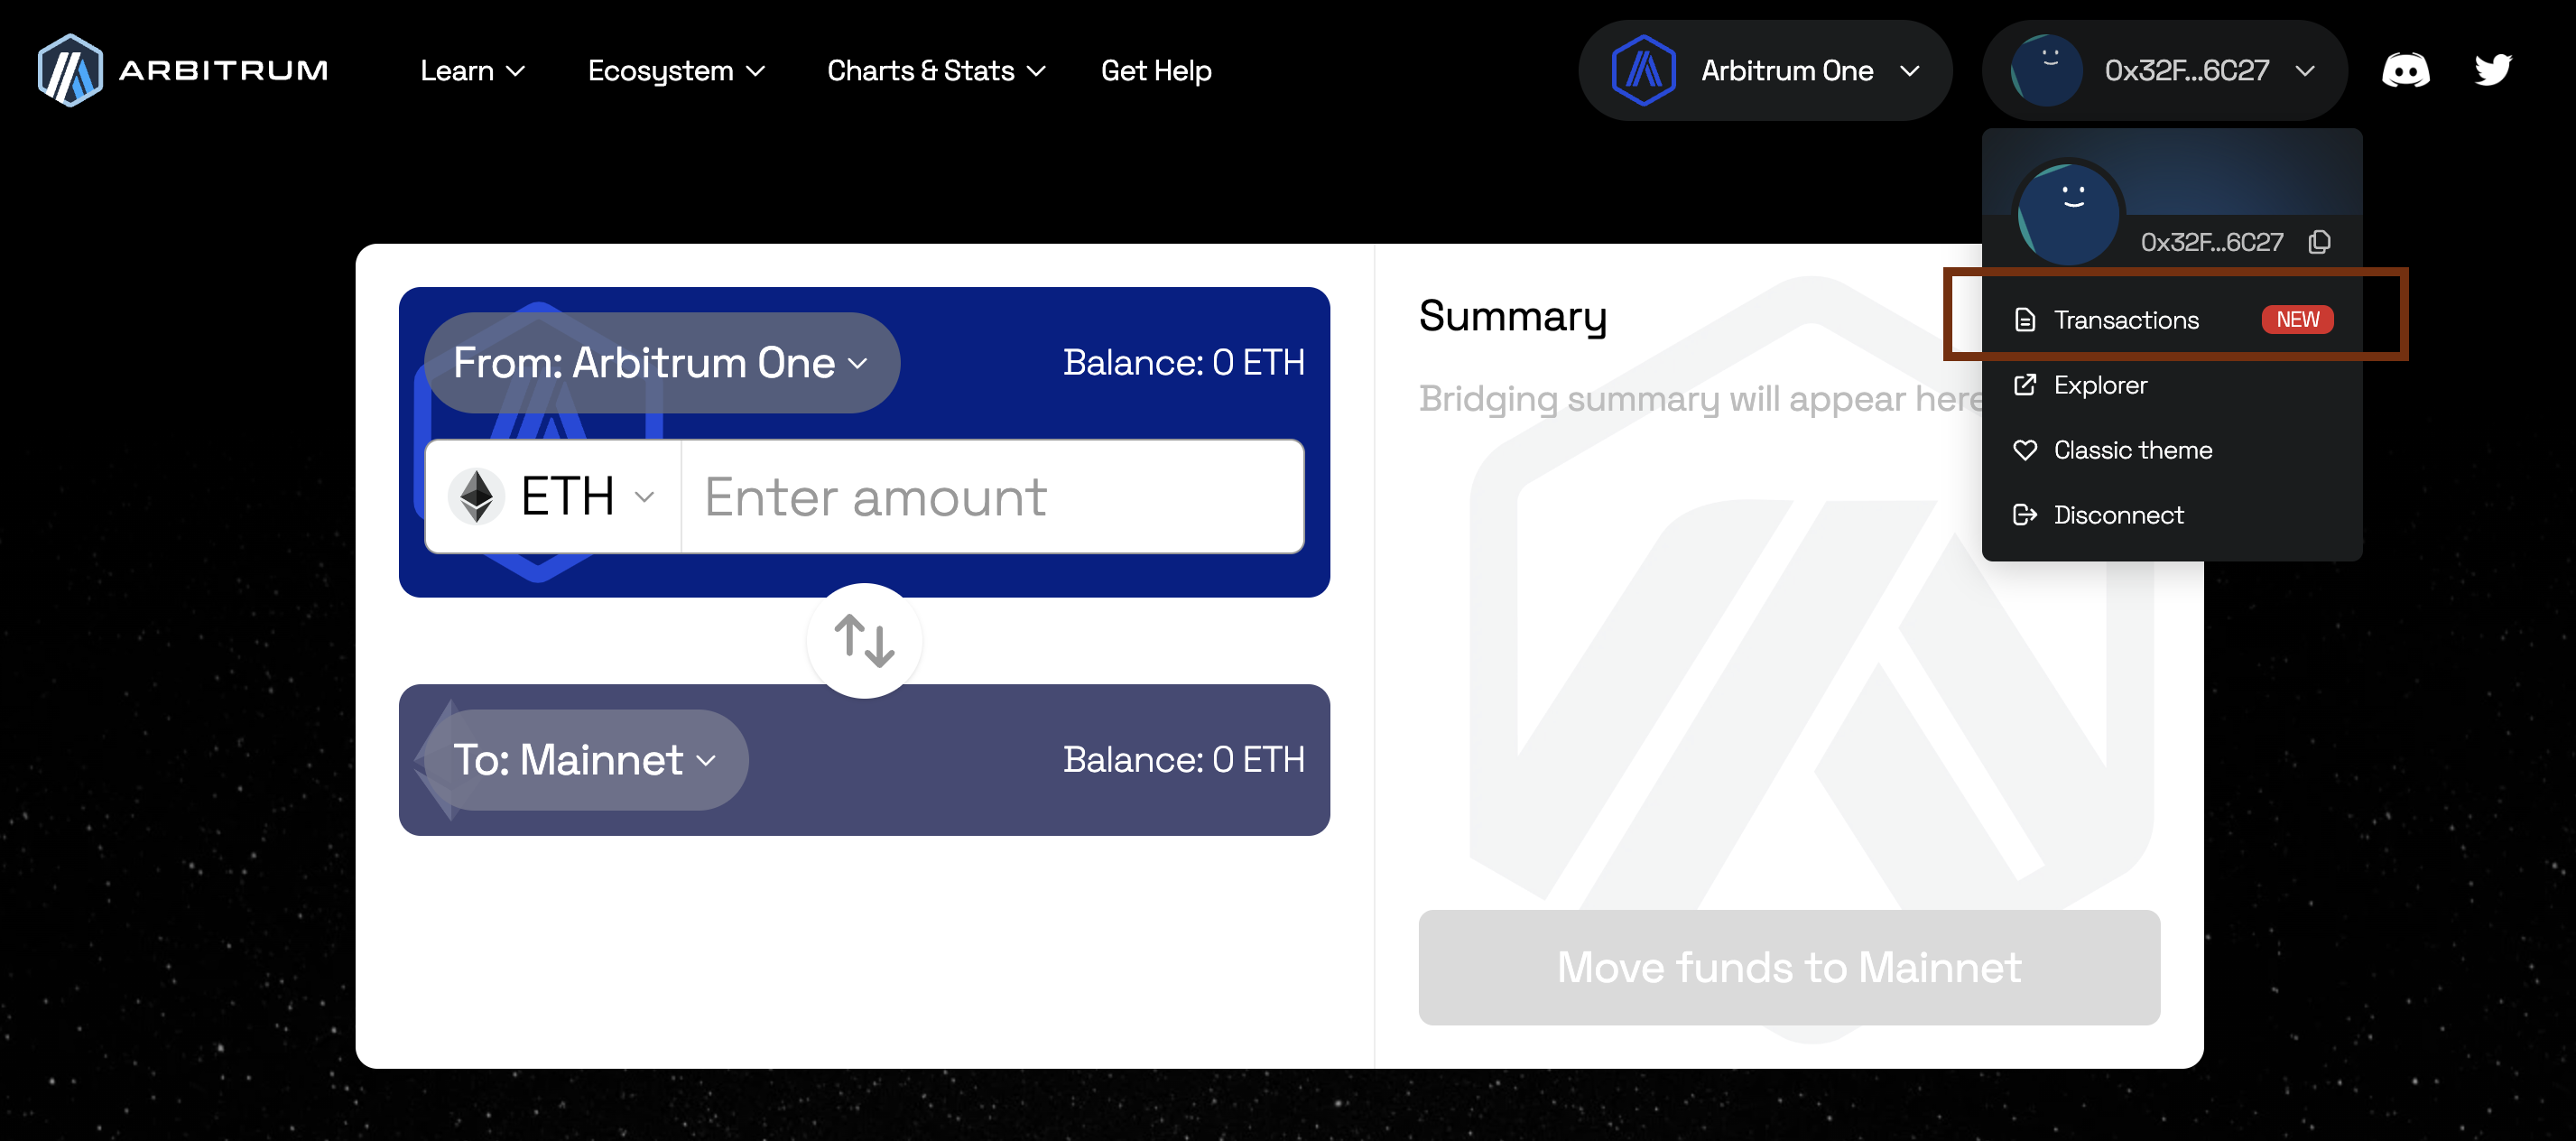 ARBITRUM
Learn
Ecosystem
Charts & Stats
Get Help
Arbitrum One
0x32F...6C27
0x32F...6C27
Transactions NEW
Explorer
Classic theme
Disconnect
From: Arbitrum One
Balance: 0 ETH
ETH
Enter amount
To: Mainnet
Balance: 0 ETH
Summary
Bridging summary will appear here
Move funds to Mainnet